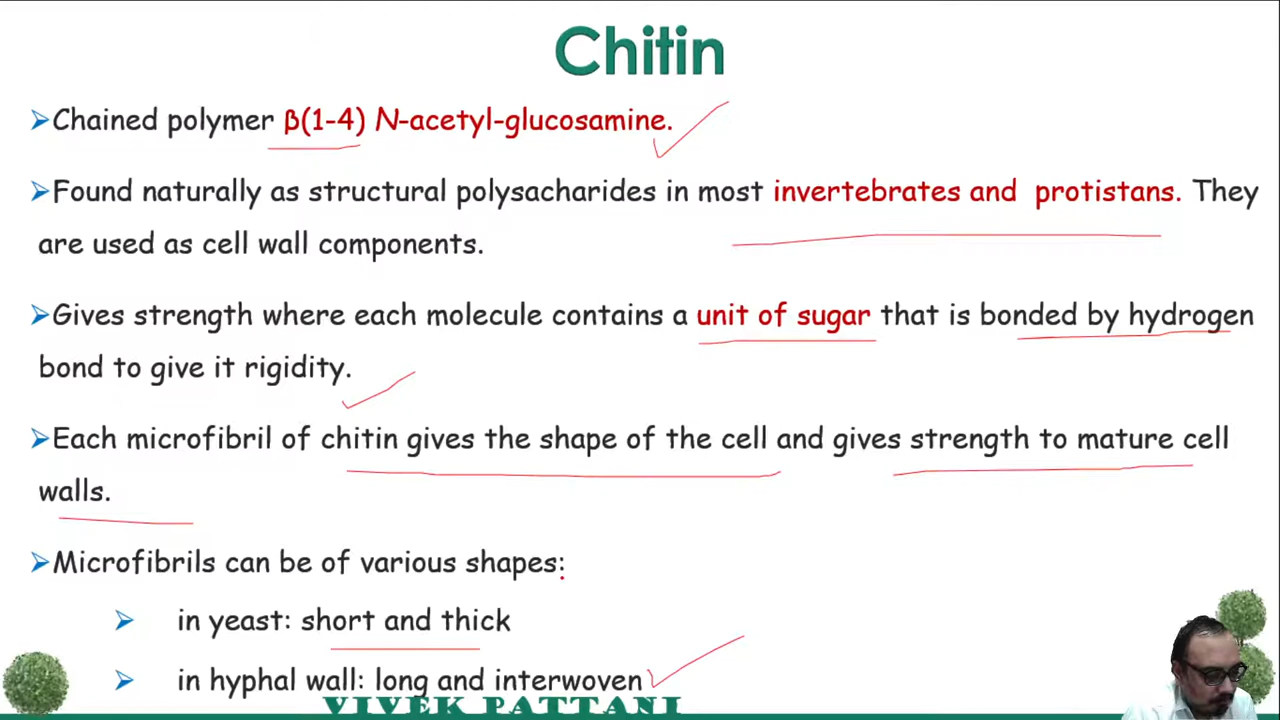 Chitin
➤Chained polymer β(1-4) N-acetyl-glucosamine.
➤Found naturally as structural polysacharides in most invertebrates and protistans. They
are used as cell wall components.
➤Gives strength where each molecule contains a unit of sugar that is bonded by hydrogen
bond to give it rigidity.
➤Each microfibril of chitin gives the shape of the cell and gives strength to mature cell
walls.
➤Microfibrils can be of various shapes:
➤ in yeast: short and thick
➤ in hyphal wall: long and interwoven
VIVEK PATTANI